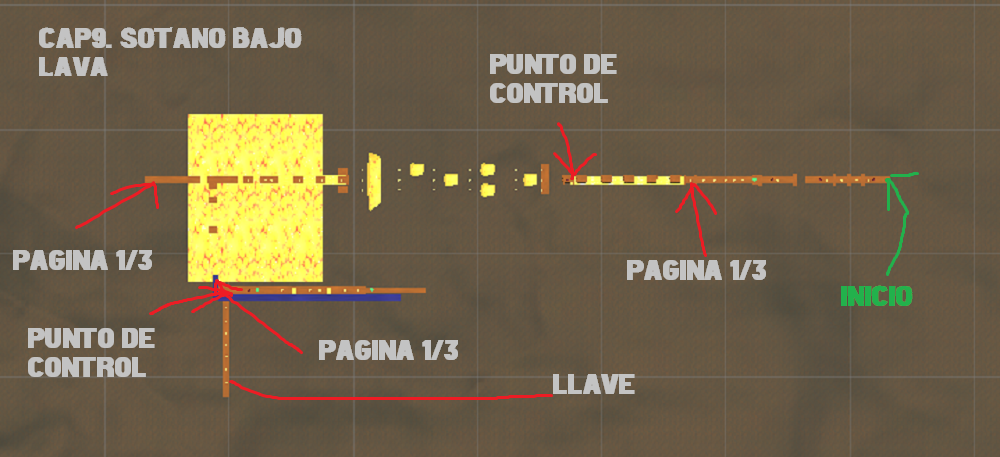 CAP9. SOTANO BAJO
LAVA
PUNTO DE
CONTROL
PAGINA 1/3
PAGINA 1/3
INICIO
PUNTO DE
CONTROL
PAGINA 1/3
LLAVE